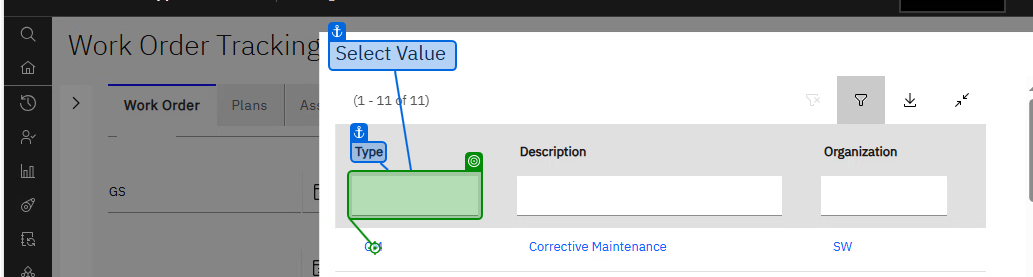 Work Order Tracking
Select Value
(1 - 11 of 11)
Work Order
Plans
Type
Description
Organization
GS
Corrective Maintenance
SW